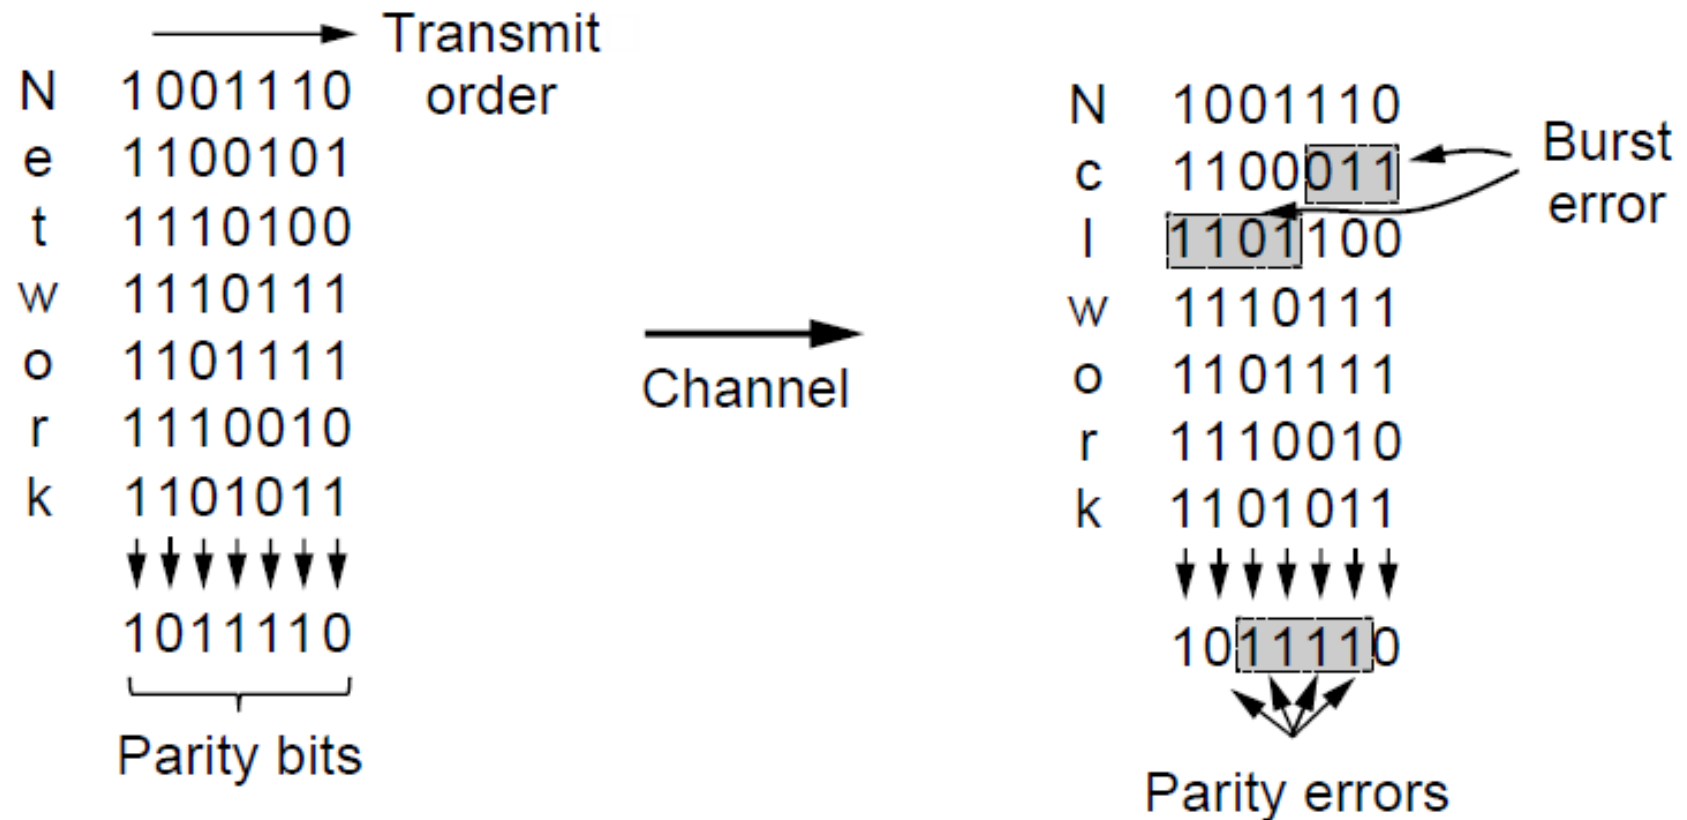 Transmit
order
N 1001110
e 1100101
t 1110100
w 1110111
o 1101111
r 1110010
k 1101011
1011110
Parity bits
Channel
N 1001110
c 1100011
l 1101100
w 1110111
o 1101111
r 1110010
k 1101011
1011110
Burst
error
Parity errors